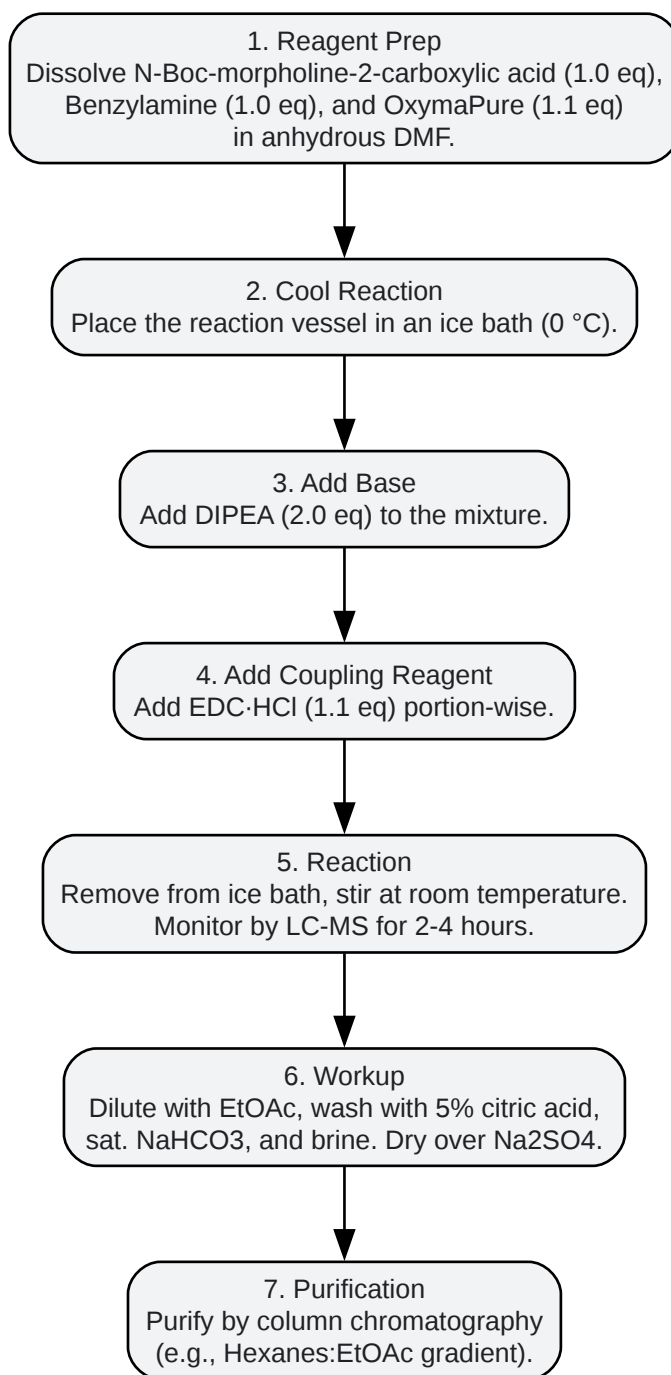 1. Reagent Prep
Dissolve N-Boc-morpholine-2-carboxylic acid (1.0 eq),
Benzylamine (1.0 eq), and OxymaPure (1.1 eq)
in anhydrous DMF.
2. Cool Reaction
Place the reaction vessel in an ice bath (0 °C).
3. Add Base
Add DIPEA (2.0 eq) to the mixture.
4. Add Coupling Reagent
Add EDC·HCl (1.1 eq) portion-wise.
5. Reaction
Remove from ice bath, stir at room temperature.
Monitor by LC-MS for 2-4 hours.
6. Workup
Dilute with EtOAc, wash with 5% citric acid,
sat. NaHCO3, and brine. Dry over Na2SO4.
7. Purification
Purify by column chromatography
(e.g., Hexanes:EtOAc gradient).